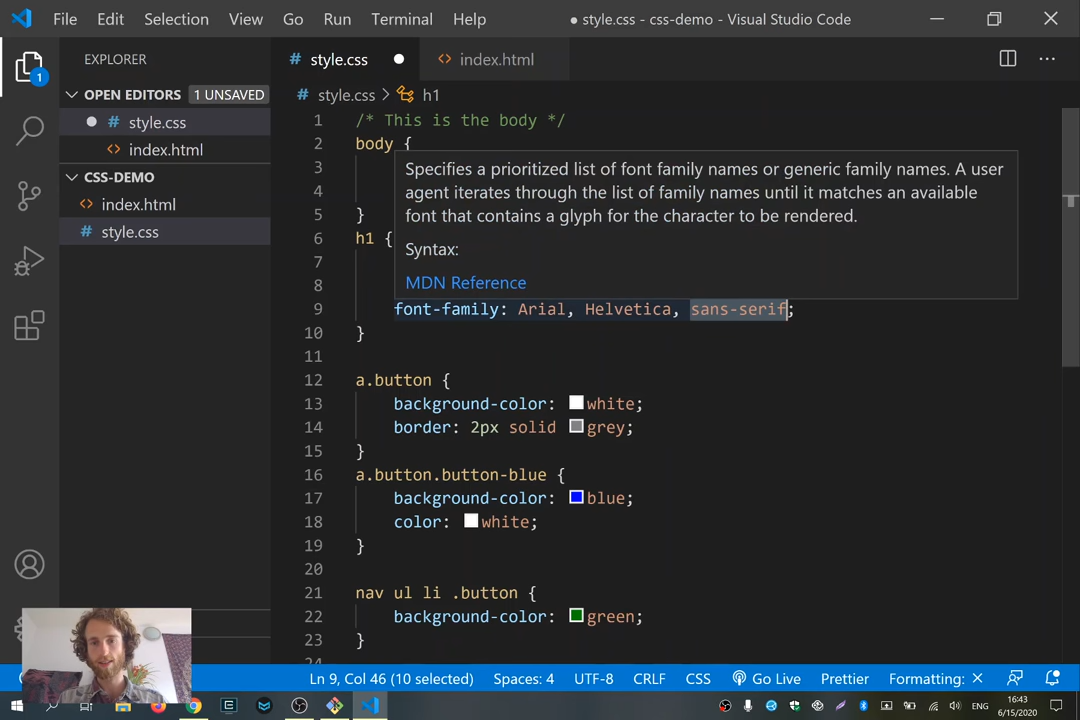 File Edit Selection View Go Run Terminal Help ● style.css - css-demo - Visual Studio Code
EXPLORER
OPEN EDITORS 1 UNSAVED
# style.css
<> index.html
CSS-DEMO
<> index.html
# style.css
1
# style.css
<> index.html
# style.css > h1
1 /* This is the body */
2 body {
3
4
5 }
6 h1 {
7
8
Specifies a prioritized list of font family names or generic family names. A user
agent iterates through the list of family names until it matches an available
font that contains a glyph for the character to be rendered.
Syntax:
MDN Reference
9 font-family: Arial, Helvetica, sans-serif;
10 }
11
12 a.button {
13 background-color: white;
14 border: 2px solid grey;
15 }
16 a.button.button-blue {
17 background-color: blue;
18 color: white;
19 }
20
21 nav ul li .button {
22 background-color: green;
23 }
24
Ln 9, Col 46 (10 selected) Spaces: 4 UTF-8 CRLF CSS Go Live Prettier Formatting: ✕
ENG
16:43
6/15/2020